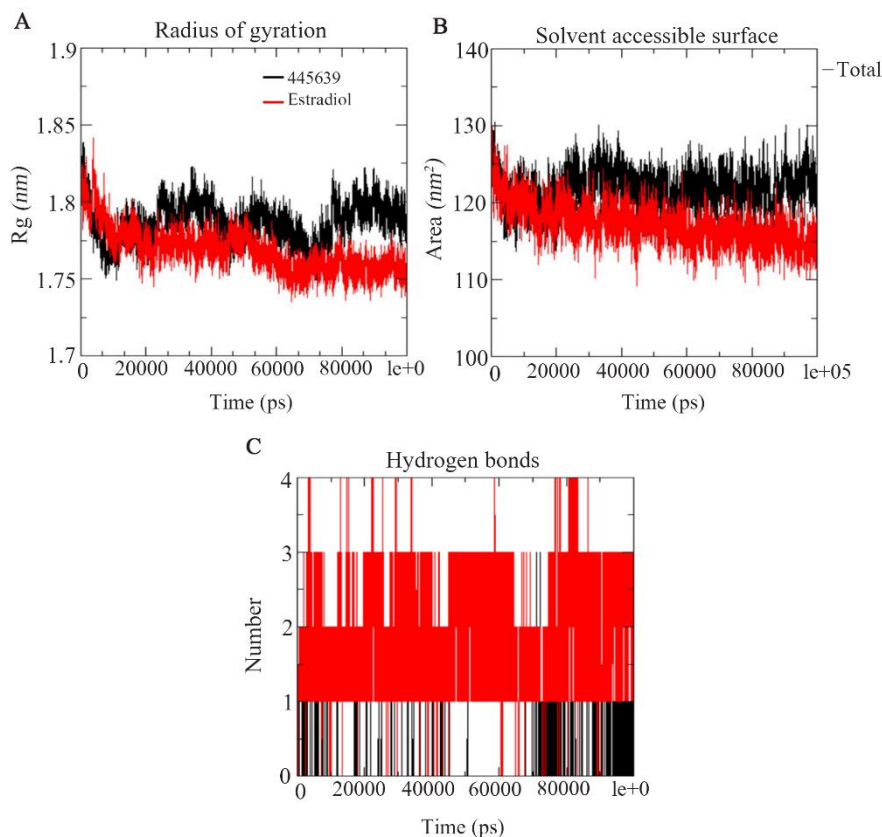 A
Radius of gyration
1.9
1.85
1.8
1.75
1.7
Rg (nm)
445639
Estradiol
0 20000 40000 60000 80000 1e+0
Time (ps)
B
Solvent accessible surface
Total
140
130
120
110
100
Area (nm²)
0 20000 40000 60000 80000 1e+05
Time (ps)
C
Hydrogen bonds
4
3
2
1
0
Number
0 20000 40000 60000 80000 1e+0
Time (ps)